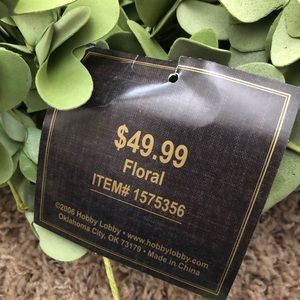 $49.99
Floral
ITEM# 1575356
©2006 Hobby Lobby • www.hobbylobby.com
Oklahoma City, OK 73179 • Made in China